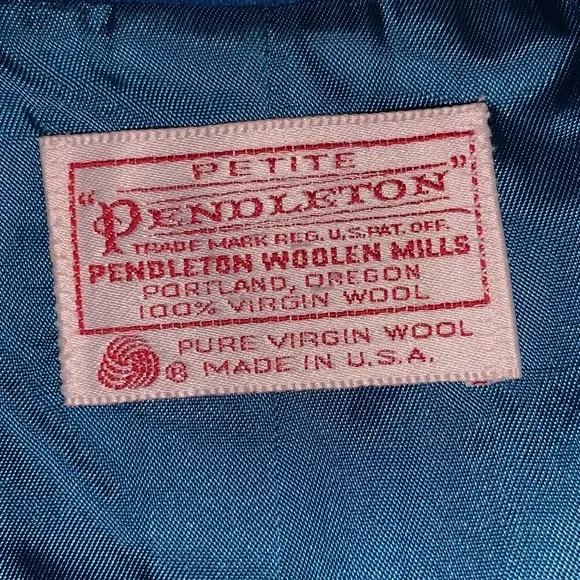 PETITE
"PENDLETON"
TRADE MARK REG. U.S. PAT. OFF.
PENDLETON WOOLEN MILLS
PORTLAND, OREGON
100% VIRGIN WOOL
PURE VIRGIN WOOL
® MADE IN U.S.A.